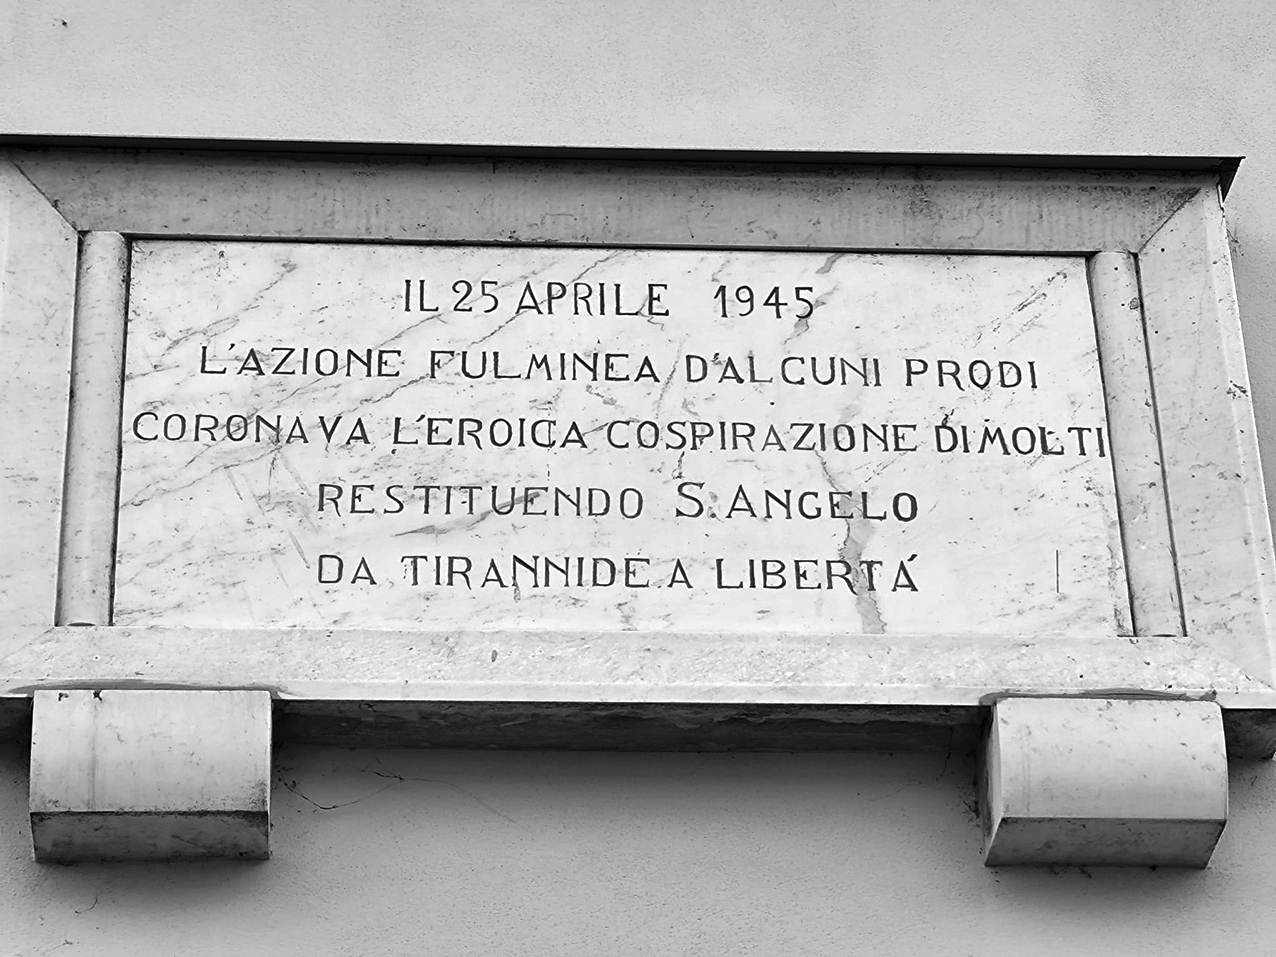 IL 25 APRILE 1945
L'AZIONE FULMINEA D'ALCUNI PRODI
CORONAVA L'EROICA COSPIRAZIONE DI MOLTI
RESTITUENDO S. ANGELO
DA TIRANNIDE A LIBERTÁ